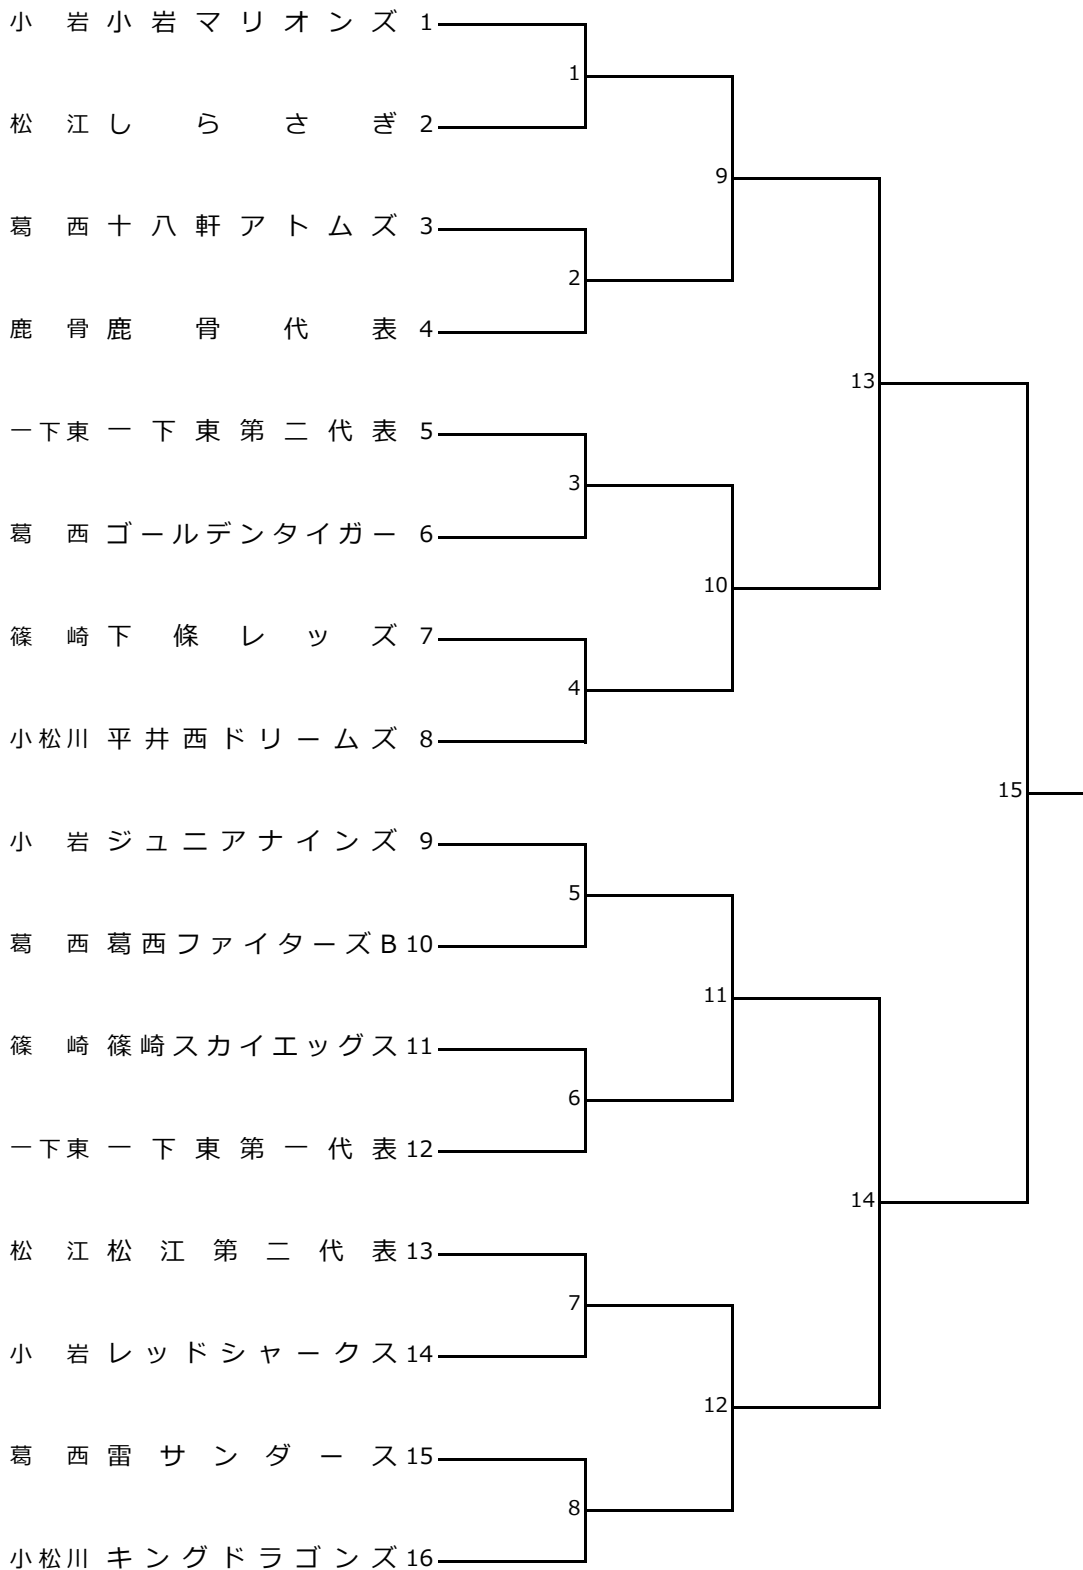 小岩 小岩マリオンズ 1
1
松江 しらさぎ 2
9
葛西 十八軒アトムズ 3
2
鹿骨 鹿骨代表 4
13
一下東 一下東第二代表 5
3
葛西 ゴールデンタイガー 6
10
篠崎 下條レッズ 7
4
小松川 平井西ドリームズ 8
15
小岩 ジュニアナインズ 9
5
葛西 葛西ファイターズB 10
11
篠崎 篠崎スカイエッグス 11
6
一下東 一下東第一代表 12
14
松江 松江第二代表 13
7
小岩 レッドシャークス 14
12
葛西 雷サンダース 15
8
小松川 キングドラゴンズ 16